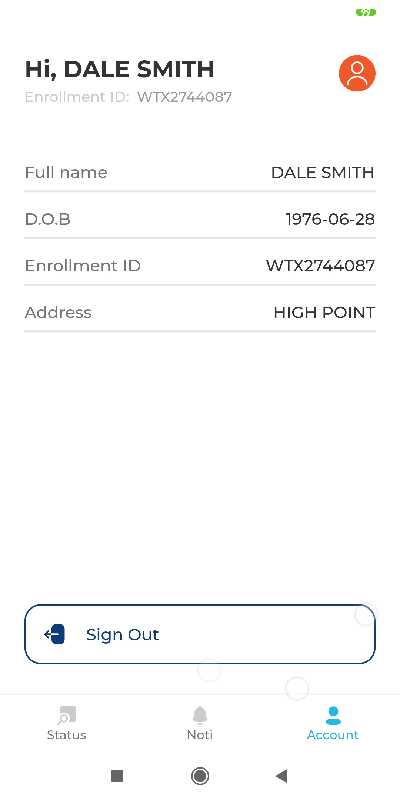 99
Hi, DALE SMITH
Enrollment ID: WTX2744087
Full name DALE SMITH
D.O.B 1976-06-28
Enrollment ID WTX2744087
Address HIGH POINT
Sign Out
Status Noti Account